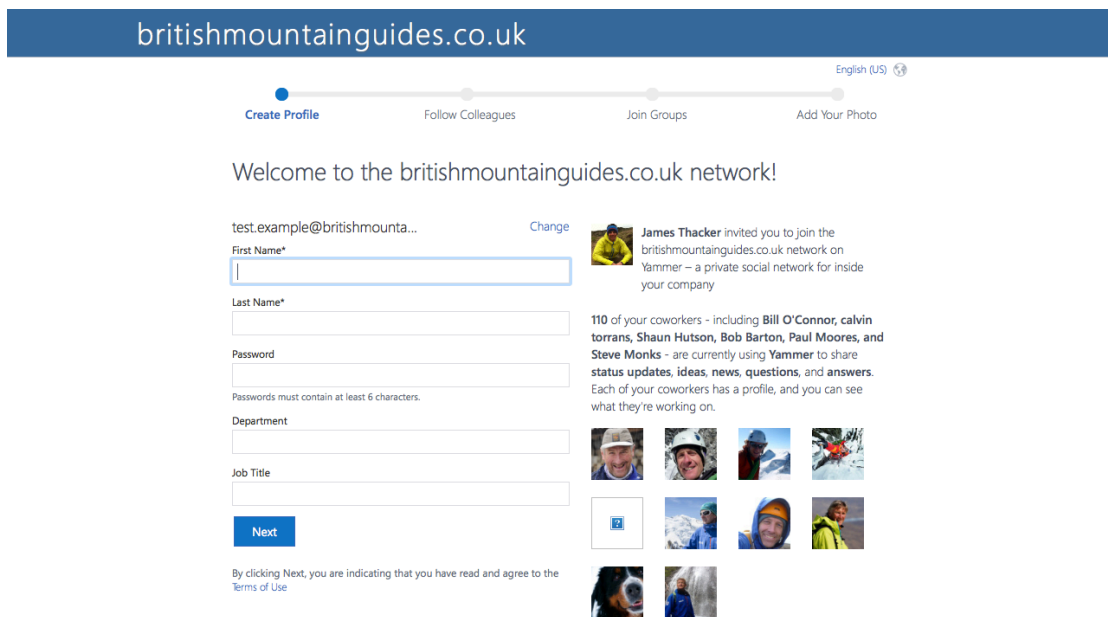 britishmountainguides.co.uk
English (US)
Create Profile
Follow Colleagues
Join Groups
Add Your Photo
Welcome to the britishmountainguides.co.uk network!
test.example@britishmounta...
Change
First Name*
Last Name*
Password
Passwords must contain at least 6 characters.
Department
Job Title
Next
By clicking Next, you are indicating that you have read and agree to the
Terms of Use
James Thacker invited you to join the
britishmountainguides.co.uk network on
Yammer – a private social network for inside
your company
110 of your coworkers - including Bill O'Connor, calvin
torrans, Shaun Hutson, Bob Barton, Paul Moores, and
Steve Monks - are currently using Yammer to share
status updates, ideas, news, questions, and answers.
Each of your coworkers has a profile, and you can see
what they're working on.
?